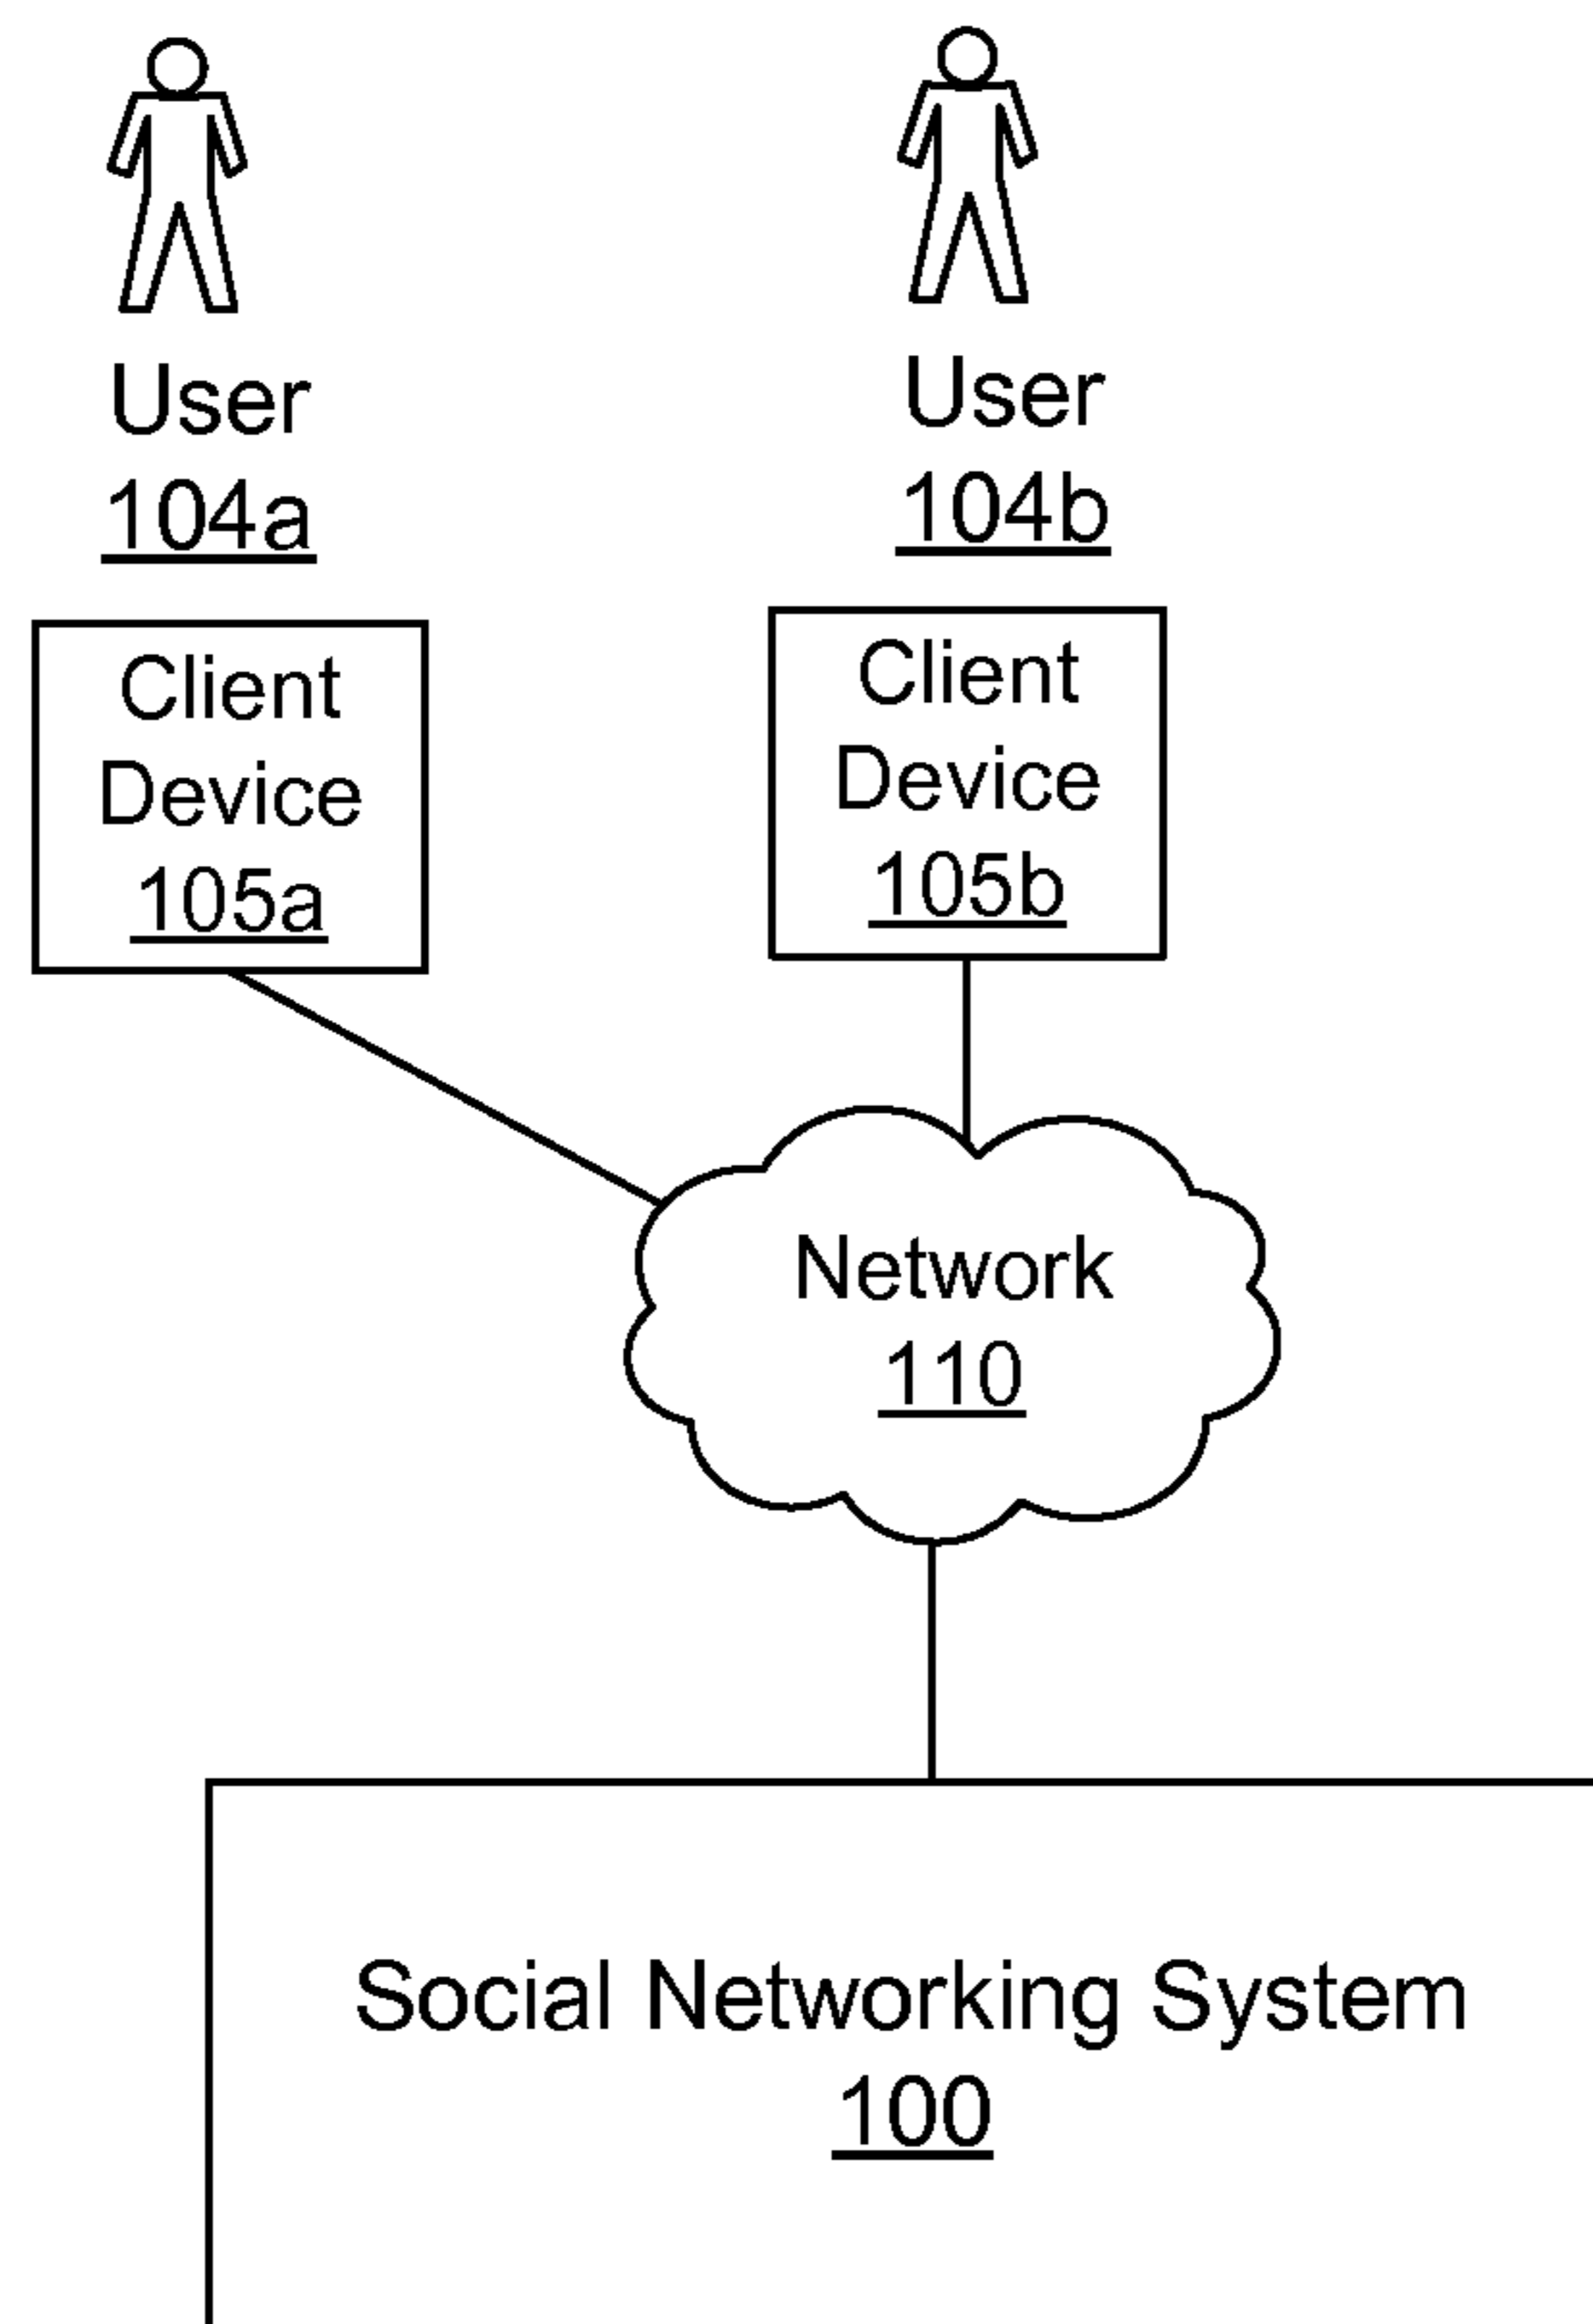 User
104a
User
104b
Client
Device
105a
Client
Device
105b
Network
110
Social Networking System
100